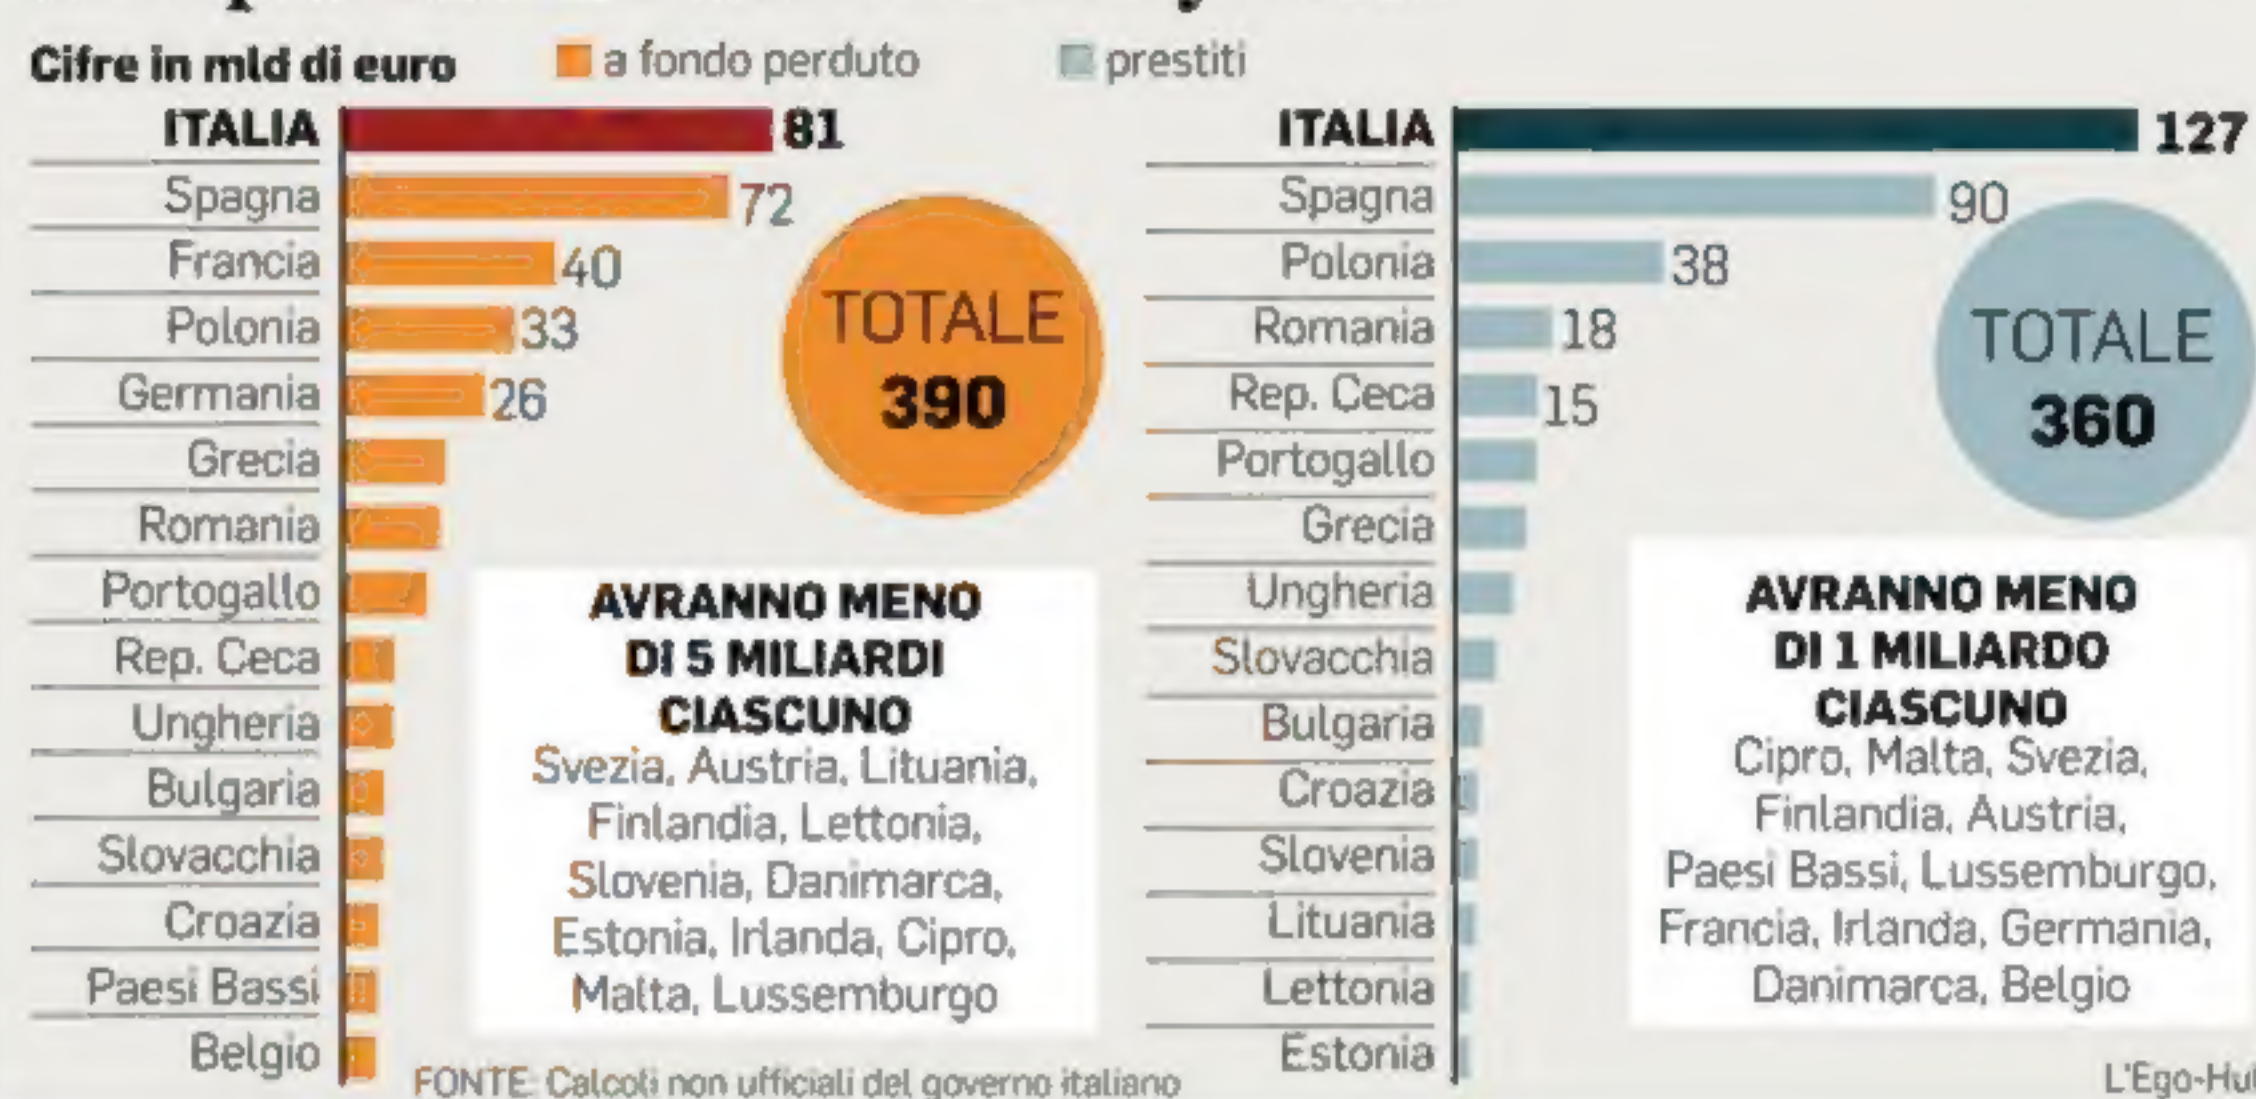 Cifre in mld di euro
a fondo perduto
prestiti
ITALIA 81
Spagna 72
Francia 40
Polonia 33
Germania 26
Grecia
Romania
Portogallo
Rep. Ceca
Ungheria
Bulgaria
Slovacchia
Croazia
Paesi Bassi
Belgio
TOTALE
390
AVRANNO MENO
DI 5 MILIARDI
CIASCUNO
Svezia, Austria, Lituania,
Finlandia, Lettonia,
Slovenia, Danimarca,
Estonia, Irlanda, Cipro,
Malta, Lussemburgo
FONTE: Calcoli non ufficiali del governo italiano
ITALIA 127
Spagna 90
Polonia 38
Romania 18
Rep. Ceca 15
Portogallo
Grecia
Ungheria
Slovacchia
Bulgaria
Croazia
Slovenia
Lituania
Lettonia
Estonia
TOTALE
360
AVRANNO MENO
DI 1 MILIARDO
CIASCUNO
Cipro, Malta, Svezia,
Finlandia, Austria,
Paesi Bassi, Lussemburgo,
Francia, Irlanda, Germania,
Danimarca, Belgio
L'Ego-Hub